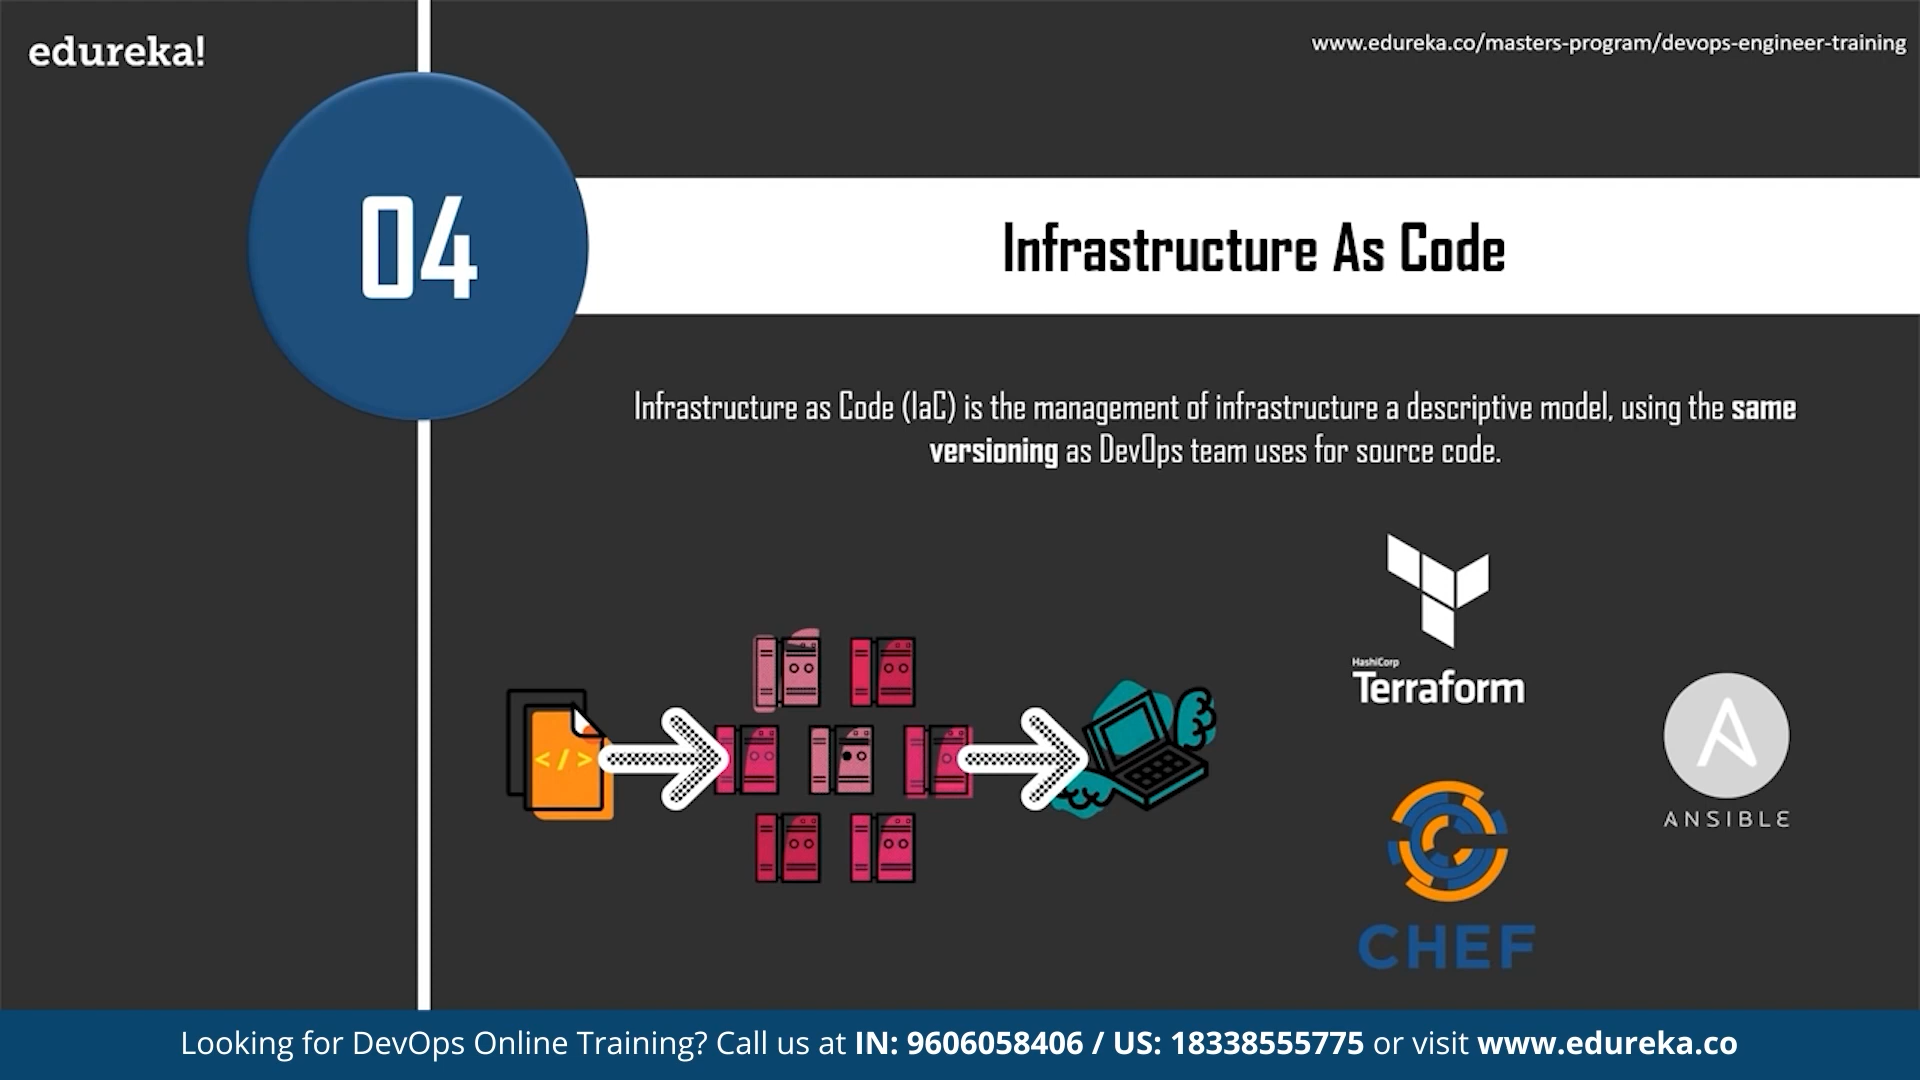 edureka!
www.edureka.co/masters-program/devops-engineer-training
04
Infrastructure As Code
Infrastructure as Code (IaC) is the management of infrastructure a descriptive model, using the same
versioning as DevOps team uses for source code.
</>
HashiCorp
Terraform
ANSIBLE
CHEF
Looking for DevOps Online Training? Call us at IN: 9606058406 / US: 18338555775 or visit www.edureka.co